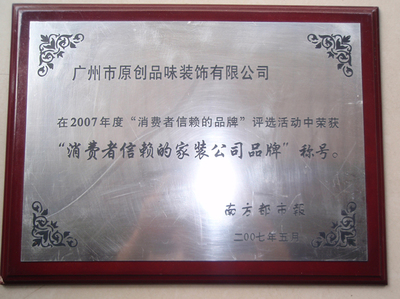 广州市原创品味装饰有限公司
在2007年度“消费者信赖的品牌”评选活动中荣获
“消费者信赖的家装公司品牌”称号。
南方都市报
二00七年五月